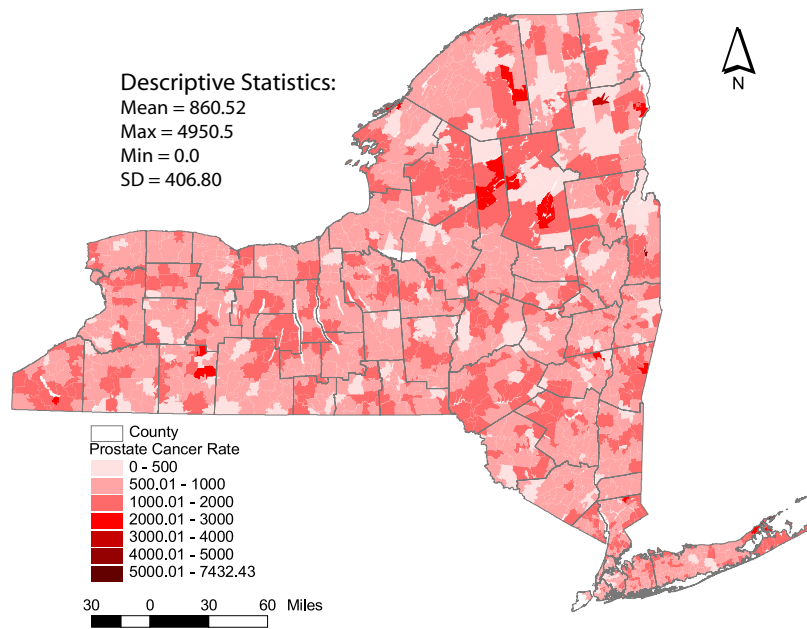 Descriptive Statistics:
Mean = 860.52
Max = 4950.5
Min = 0.0
SD = 406.80
N
County
Prostate Cancer Rate
0 - 500
500.01 - 1000
1000.01 - 2000
2000.01 - 3000
3000.01 - 4000
4000.01 - 5000
5000.01 - 7432.43
30 0 30 60 Miles